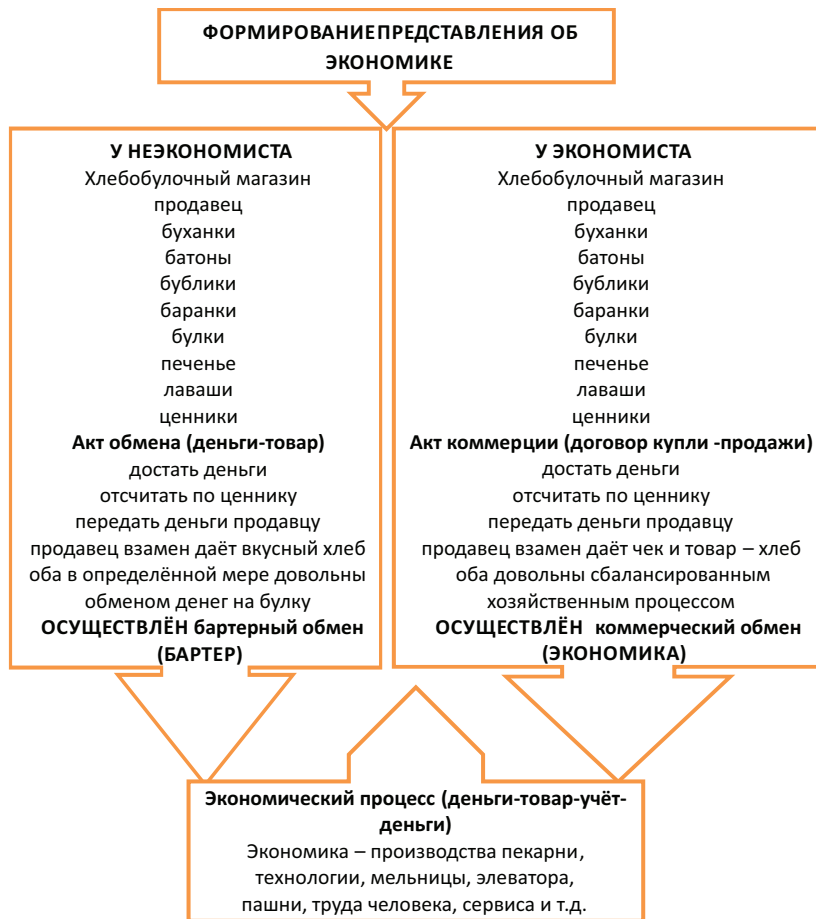 ФОРМИРОВАНИЕ ПРЕДСТАВЛЕНИЯ ОБ
ЭКОНОМИКЕ
У НЕЭКОНОМИСТА
Хлебобулочный магазин
продавец
буханки
батоны
бублики
баранки
булки
печенье
лаваши
ценники
Акт обмена (деньги-товар)
достать деньги
отсчитать по ценнику
передать деньги продавцу
продавец взамен даёт вкусный хлеб
оба в определённой мере довольны
обменом денег на булку
ОСУЩЕСТВЛЁН бартерный обмен
(БАРТЕР)
У ЭКОНОМИСТА
Хлебобулочный магазин
продавец
буханки
батоны
бублики
баранки
булки
печенье
лаваши
ценники
Акт коммерции (договор купли -продажи)
достать деньги
отсчитать по ценнику
передать деньги продавцу
продавец взамен даёт чек и товар – хлеб
оба довольны сбалансированным
хозяйственным процессом
ОСУЩЕСТВЛЁН коммерческий обмен
(ЭКОНОМИКА)
Экономический процесс (деньги-товар-учёт-
деньги)
Экономика – производства пекарни,
технологии, мельницы, элеватора,
пашни, труда человека, сервиса и т.д.